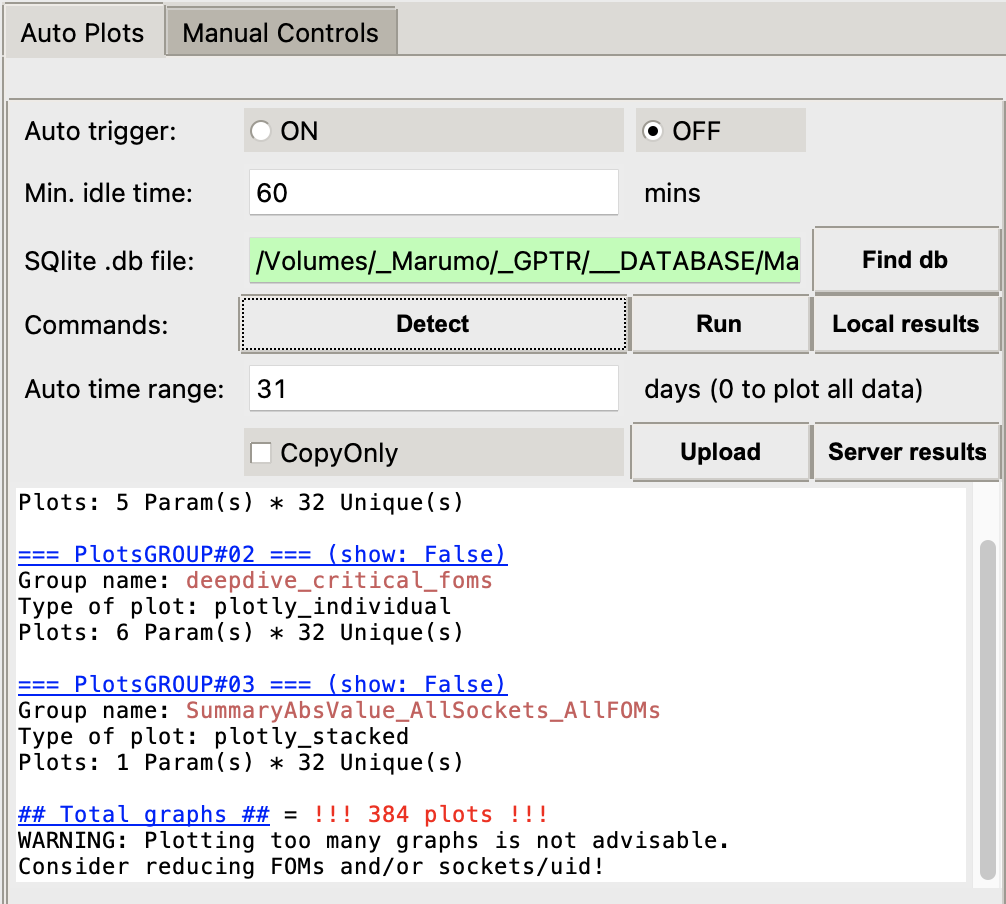 Auto Plots
Manual Controls
Auto trigger: ON OFF
Min. idle time: 60 mins
SQlite .db file: /Volumes/_Marumo/_GPTR/__DATABASE/Ma Find db
Commands: Detect Run Local results
Auto time range: 31 days (0 to plot all data)
CopyOnly Upload Server results
Plots: 5 Param(s) * 32 Unique(s)
=== PlotsGROUP#02 === (show: False)
Group name: deepdive_critical_foms
Type of plot: plotly_individual
Plots: 6 Param(s) * 32 Unique(s)
=== PlotsGROUP#03 === (show: False)
Group name: SummaryAbsValue_AllSockets_AllFOMs
Type of plot: plotly_stacked
Plots: 1 Param(s) * 32 Unique(s)
## Total graphs ## = !!! 384 plots !!!
WARNING: Plotting too many graphs is not advisable.
Consider reducing FOMs and/or sockets/uid!